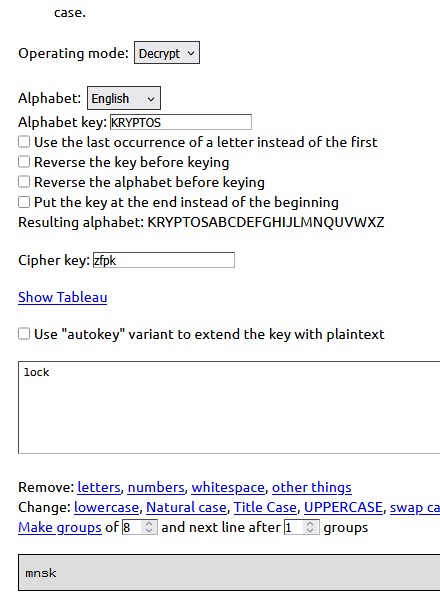 case.
Operating mode: Decrypt
Alphabet: English
Alphabet key: KRYPTOS
Use the last occurrence of a letter instead of the first
Reverse the key before keying
Reverse the alphabet before keying
Put the key at the end instead of the beginning
Resulting alphabet: KRYPTOSABCDEFGHIJLMNQUVWXZ
Cipher key: zfpk
Show Tableau
Use "autokey" variant to extend the key with plaintext
lock
Remove: letters, numbers, whitespace, other things
Change: lowercase, Natural case, Title Case, UPPERCASE, swap ca
Make groups of 8 and next line after 1 groups
mnsk